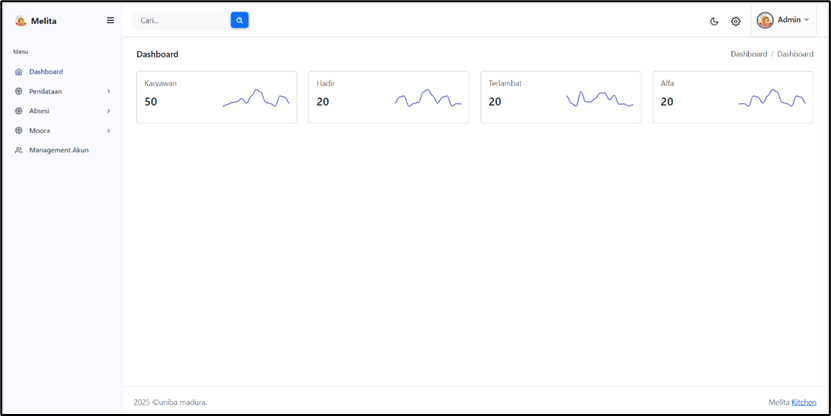 Melita
Cari...
Admin
Menu
Dashboard
Pendataan
Absesi
Moora
Management Akun
Dashboard
Dashboard / Dashboard
Karyawan
50
Hadir
20
Terlambat
20
Alfa
20
2025 ©uniba madura.
Melita Kitchen